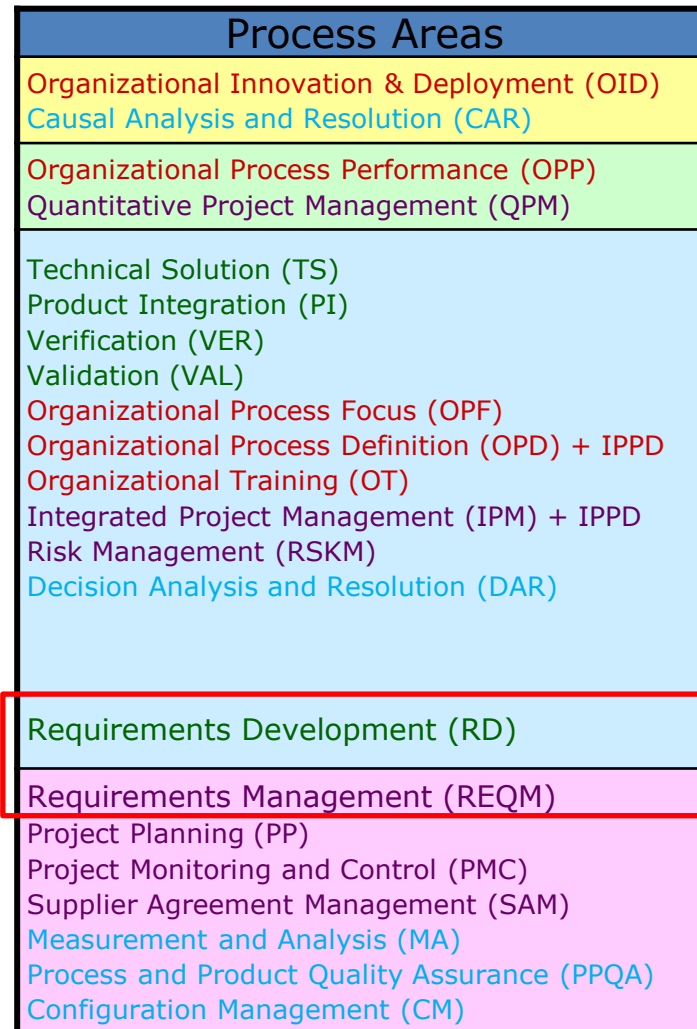 Process Areas
Organizational Innovation & Deployment (OID)
Causal Analysis and Resolution (CAR)
Organizational Process Performance (OPP)
Quantitative Project Management (QPM)
Technical Solution (TS)
Product Integration (PI)
Verification (VER)
Validation (VAL)
Organizational Process Focus (OPF)
Organizational Process Definition (OPD) + IPPD
Organizational Training (OT)
Integrated Project Management (IPM) + IPPD
Risk Management (RSKM)
Decision Analysis and Resolution (DAR)
Requirements Development (RD)
Requirements Management (REQM)
Project Planning (PP)
Project Monitoring and Control (PMC)
Supplier Agreement Management (SAM)
Measurement and Analysis (MA)
Process and Product Quality Assurance (PPQA)
Configuration Management (CM)